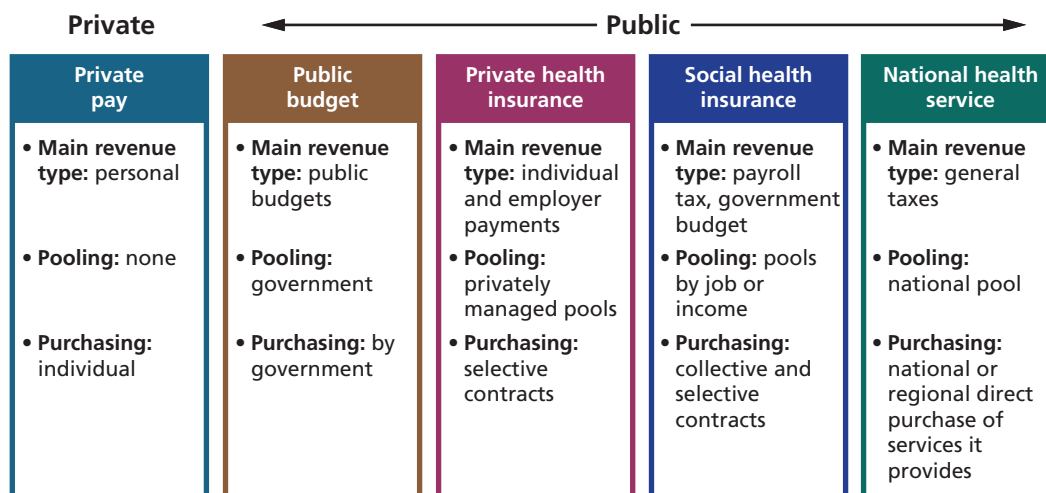 Private
Public
Private
pay
• Main revenue
type: personal
• Pooling: none
• Purchasing:
individual
Public
budget
• Main revenue
type: public
budgets
• Pooling:
government
• Purchasing: by
government
Private health
insurance
• Main revenue
type: individual
and employer
payments
• Pooling:
privately
managed pools
• Purchasing:
selective
contracts
Social health
insurance
• Main revenue
type: payroll
tax, government
budget
• Pooling: pools
by job or
income
• Purchasing:
collective and
selective
contracts
National health
service
• Main revenue
type: general
taxes
• Pooling:
national pool
• Purchasing:
national or
regional direct
purchase of
services it
provides